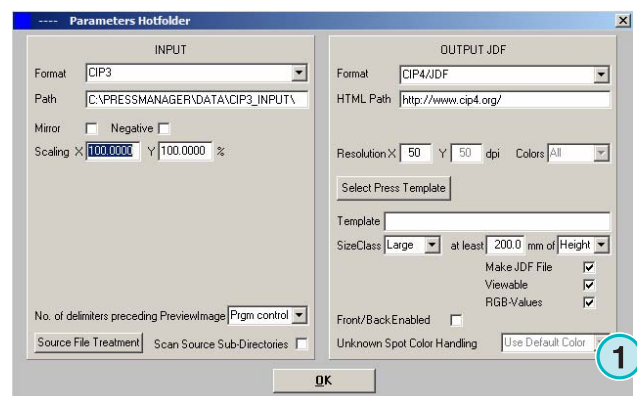 ---- Parameters Hotfolder
INPUT
Format CIP3
Path C:\PRESSMANAGER\DATA\CIP3_INPUT\
Mirror Negative
Scaling X 100.0000 Y 100.0000 %
No. of delimiters preceding PreviewImage Prgm control
Source File Treatment Scan Source Sub-Directories
OUTPUT JDF
Format CIP4/JDF
HTML Path http://www.cip4.org/
Resolution X 50 Y 50 dpi Colors All
Select Press Template
Template
SizeClass Large at least 200.0 mm of Height
Make JDF File
Viewable
RGB-Values
Front/Back Enabled
Unknown Spot Color Handling Use Default Color
1
OK